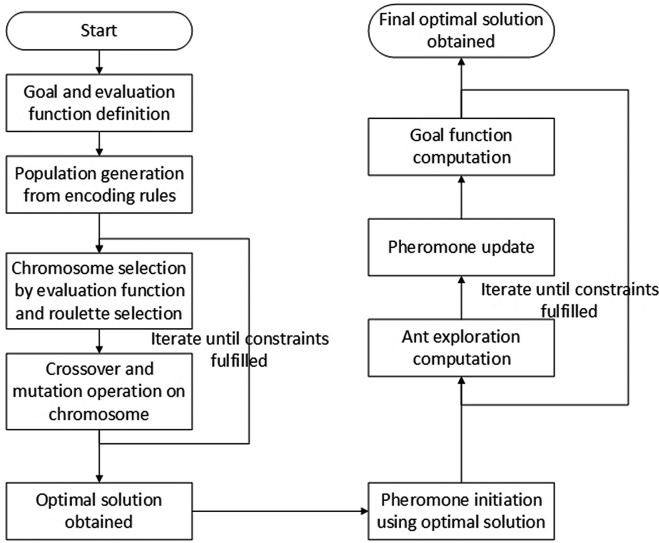 Start
Goal and evaluation
function definition
Population generation
from encoding rules
Chromosome selection
by evaluation function
and roulette selection
Iterate until constraints
fulfilled
Crossover and
mutation operation on
chromosome
Optimal solution
obtained
Pheromone initiation
using optimal solution
Ant exploration
computation
Iterate until constraints
fulfilled
Pheromone update
Goal function
computation
Final optimal solution
obtained